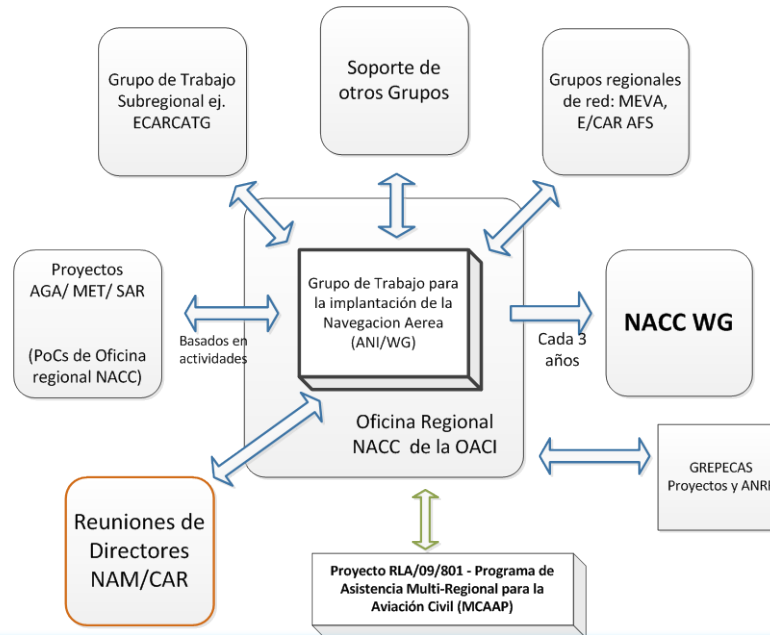 Grupo de Trabajo
Subregional ej.
ECARCATG
Soporte de
otros Grupos
Grupos regionales
de red: MEVA,
E/CAR AFS
Proyectos
AGA/ MET/ SAR
(PoCs de Oficina
regional NACC)
Basados en
actividades
Grupo de Trabajo para
la implantación de la
Navegacion Aerea
(ANI/WG)
Cada 3
años
NACC WG
Oficina Regional
NACC de la OACI
GREPECAS
Proyectos y ANRF
Reuniones de
Directores
NAM/CAR
Proyecto RLA/09/801 - Programa de
Asistencia Multi-Regional para la
Aviación Civil (MCAAP)